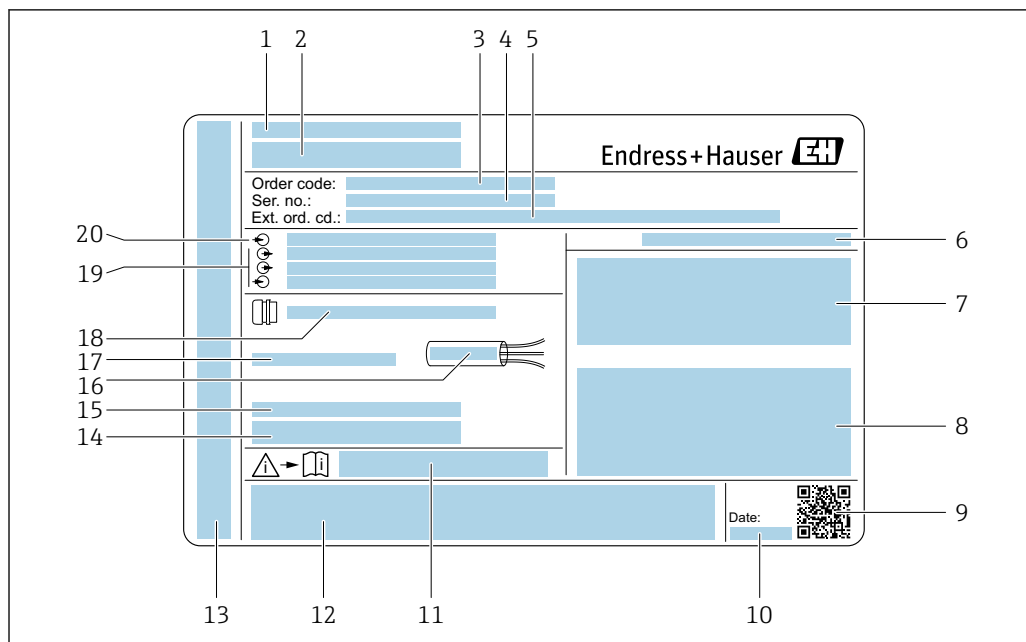 1 2 3 4 5
Endress+Hauser EH
Order code:
Ser. no.:
Ext. ord. cd.:
20
19
6
7
i
18
17
16
15
14
8
i i
Date:
9
13 12 11 10